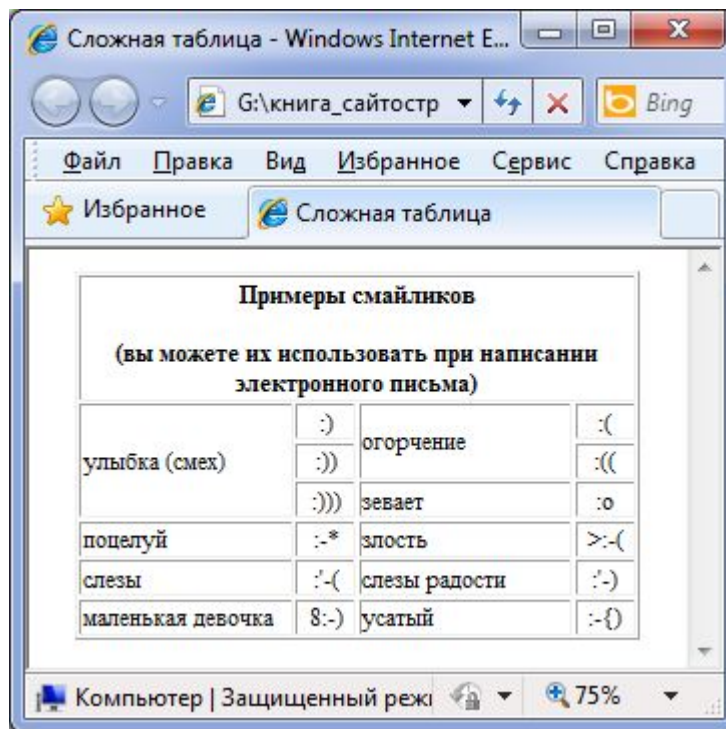 Сложная таблица - Windows Internet E...
G:\книга_сайтостр
Bing
Файл Правка Вид Избранное Сервис Справка
Избранное Сложная таблица
Примеры смайликов
(вы можете их использовать при написании
электронного письма)
улыбка (смех) :) огорчение :(
:)) :((
:))) зевает :o
поцелуй :-* злость >:-(
слезы :'-( слезы радости :'-)
маленькая девочка 8:-) усатый :-{)
Компьютер | Защищенный режи 75%